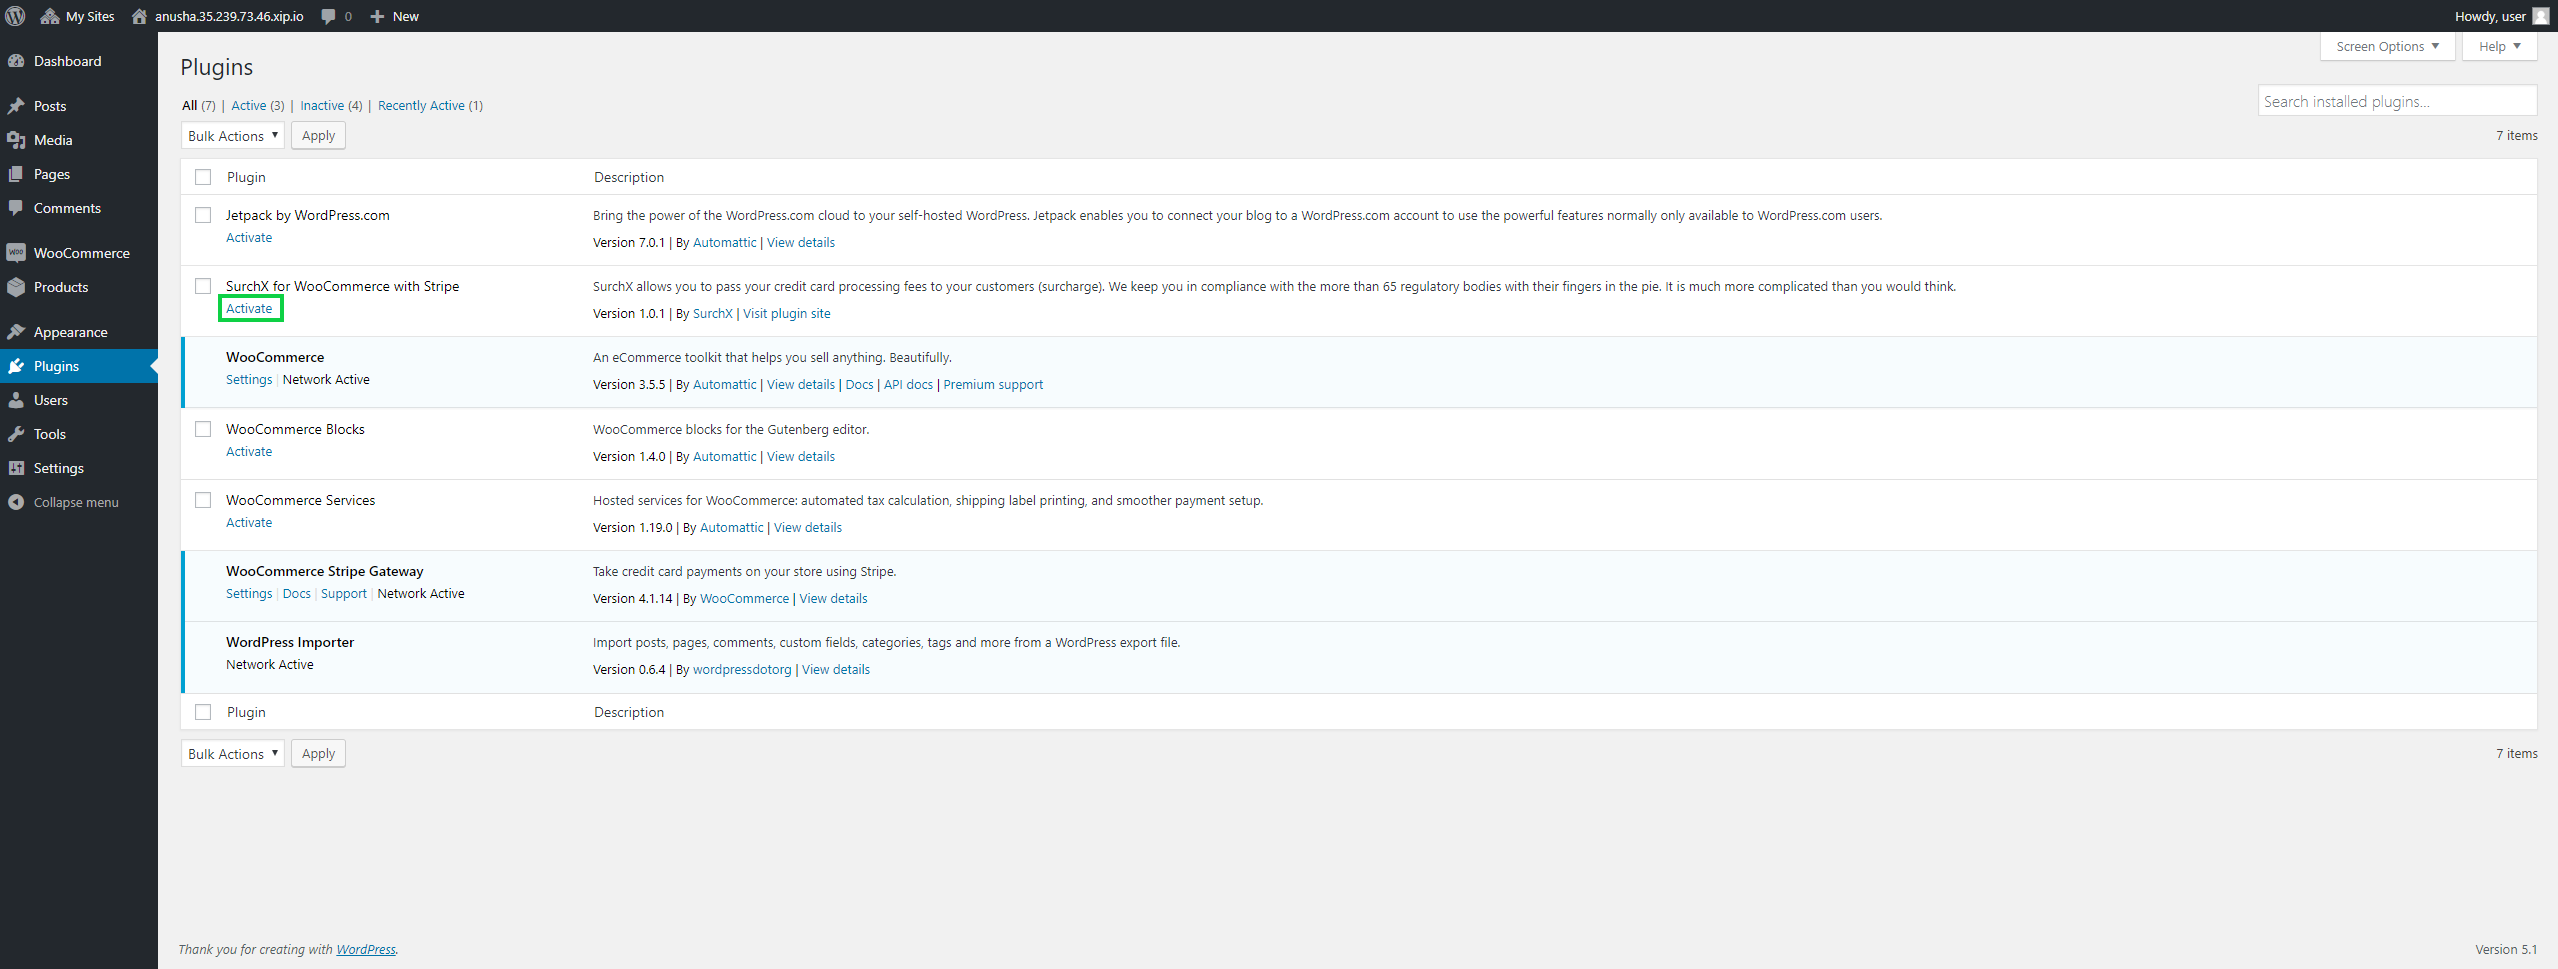 My Sites anusha.35.239.73.46.xip.io 0 New Howdy, user
Dashboard
Posts
Media
Pages
Comments
WOO WooCommerce
Products
Appearance
Plugins
Users
Tools
Settings
Collapse menu
Screen Options ▼ Help ▼
Plugins
All (7) | Active (3) | Inactive (4) | Recently Active (1)
Search installed plugins...
Bulk Actions ▼ Apply
7 items
Plugin Description
Jetpack by WordPress.com Bring the power of the WordPress.com cloud to your self-hosted WordPress. Jetpack enables you to connect your blog to a WordPress.com account to use the powerful features normally only available to WordPress.com users.
Activate
Version 7.0.1 | By Automattic | View details
SurchX for WooCommerce with Stripe SurchX allows you to pass your credit card processing fees to your customers (surcharge). We keep you in compliance with the more than 65 regulatory bodies with their fingers in the pie. It is much more complicated than you would think.
Activate
Version 1.0.1 | By SurchX | Visit plugin site
WooCommerce An eCommerce toolkit that helps you sell anything. Beautifully.
Settings | Network Active
Version 3.5.5 | By Automattic | View details | Docs | API docs | Premium support
WooCommerce Blocks WooCommerce blocks for the Gutenberg editor.
Activate
Version 1.4.0 | By Automattic | View details
WooCommerce Services Hosted services for WooCommerce: automated tax calculation, shipping label printing, and smoother payment setup.
Activate
Version 1.19.0 | By Automattic | View details
WooCommerce Stripe Gateway Take credit card payments on your store using Stripe.
Settings | Docs | Support | Network Active
Version 4.1.14 | By WooCommerce | View details
WordPress Importer Import posts, pages, comments, custom fields, categories, tags and more from a WordPress export file.
Network Active
Version 0.6.4 | By wordpressdotorg | View details
Plugin Description
Bulk Actions ▼ Apply
7 items
Thank you for creating with WordPress.
Version 5.1